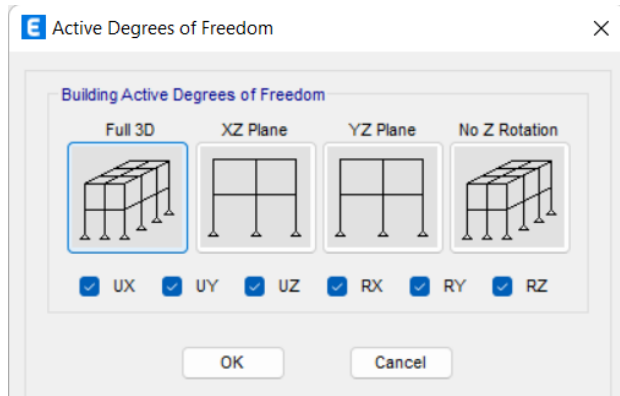 E Active Degrees of Freedom
Building Active Degrees of Freedom
Full 3D XZ Plane YZ Plane No Z Rotation
UX UY UZ RX RY RZ
OK Cancel